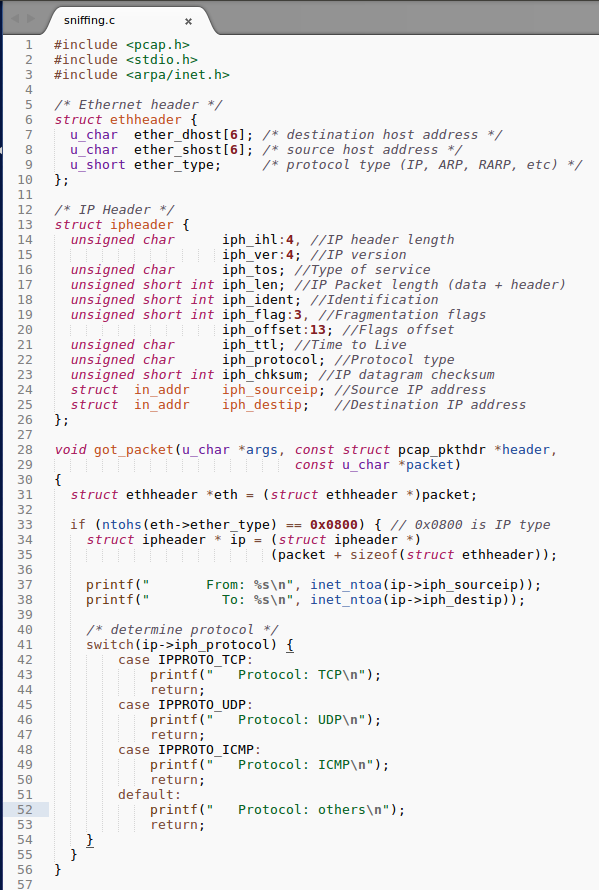 sniffing.c ×
1 #include <pcap.h>
2 #include <stdio.h>
3 #include <arpa/inet.h>
4
5 /* Ethernet header */
6 struct ethheader {
7   u_char  ether_dhost[6]; /* destination host address */
8   u_char  ether_shost[6]; /* source host address */
9   u_short ether_type;     /* protocol type (IP, ARP, RARP, etc) */
10 };
11
12 /* IP Header */
13 struct ipheader {
14   unsigned char      iph_ihl:4, //IP header length
15                      iph_ver:4; //IP version
16   unsigned char      iph_tos; //Type of service
17   unsigned short int iph_len; //IP Packet length (data + header)
18   unsigned short int iph_ident; //Identification
19   unsigned short int iph_flag:3, //Fragmentation flags
20                      iph_offset:13; //Flags offset
21   unsigned char      iph_ttl; //Time to Live
22   unsigned char      iph_protocol; //Protocol type
23   unsigned short int iph_chksum; //IP datagram checksum
24   struct  in_addr    iph_sourceip; //Source IP address
25   struct  in_addr    iph_destip;   //Destination IP address
26 };
27
28 void got_packet(u_char *args, const struct pcap_pkthdr *header,
29                               const u_char *packet)
30 {
31   struct ethheader *eth = (struct ethheader *)packet;
32
33   if (ntohs(eth->ether_type) == 0x0800) { // 0x0800 is IP type
34     struct ipheader * ip = (struct ipheader *)
35                            (packet + sizeof(struct ethheader));
36
37     printf("       From: %s\n", inet_ntoa(ip->iph_sourceip));
38     printf("         To: %s\n", inet_ntoa(ip->iph_destip));
39
40     /* determine protocol */
41     switch(ip->iph_protocol) {
42         case IPPROTO_TCP:
43             printf("   Protocol: TCP\n");
44             return;
45         case IPPROTO_UDP:
46             printf("   Protocol: UDP\n");
47             return;
48         case IPPROTO_ICMP:
49             printf("   Protocol: ICMP\n");
50             return;
51         default:
52             printf("   Protocol: others\n");
53             return;
54     }
55   }
56 }
57